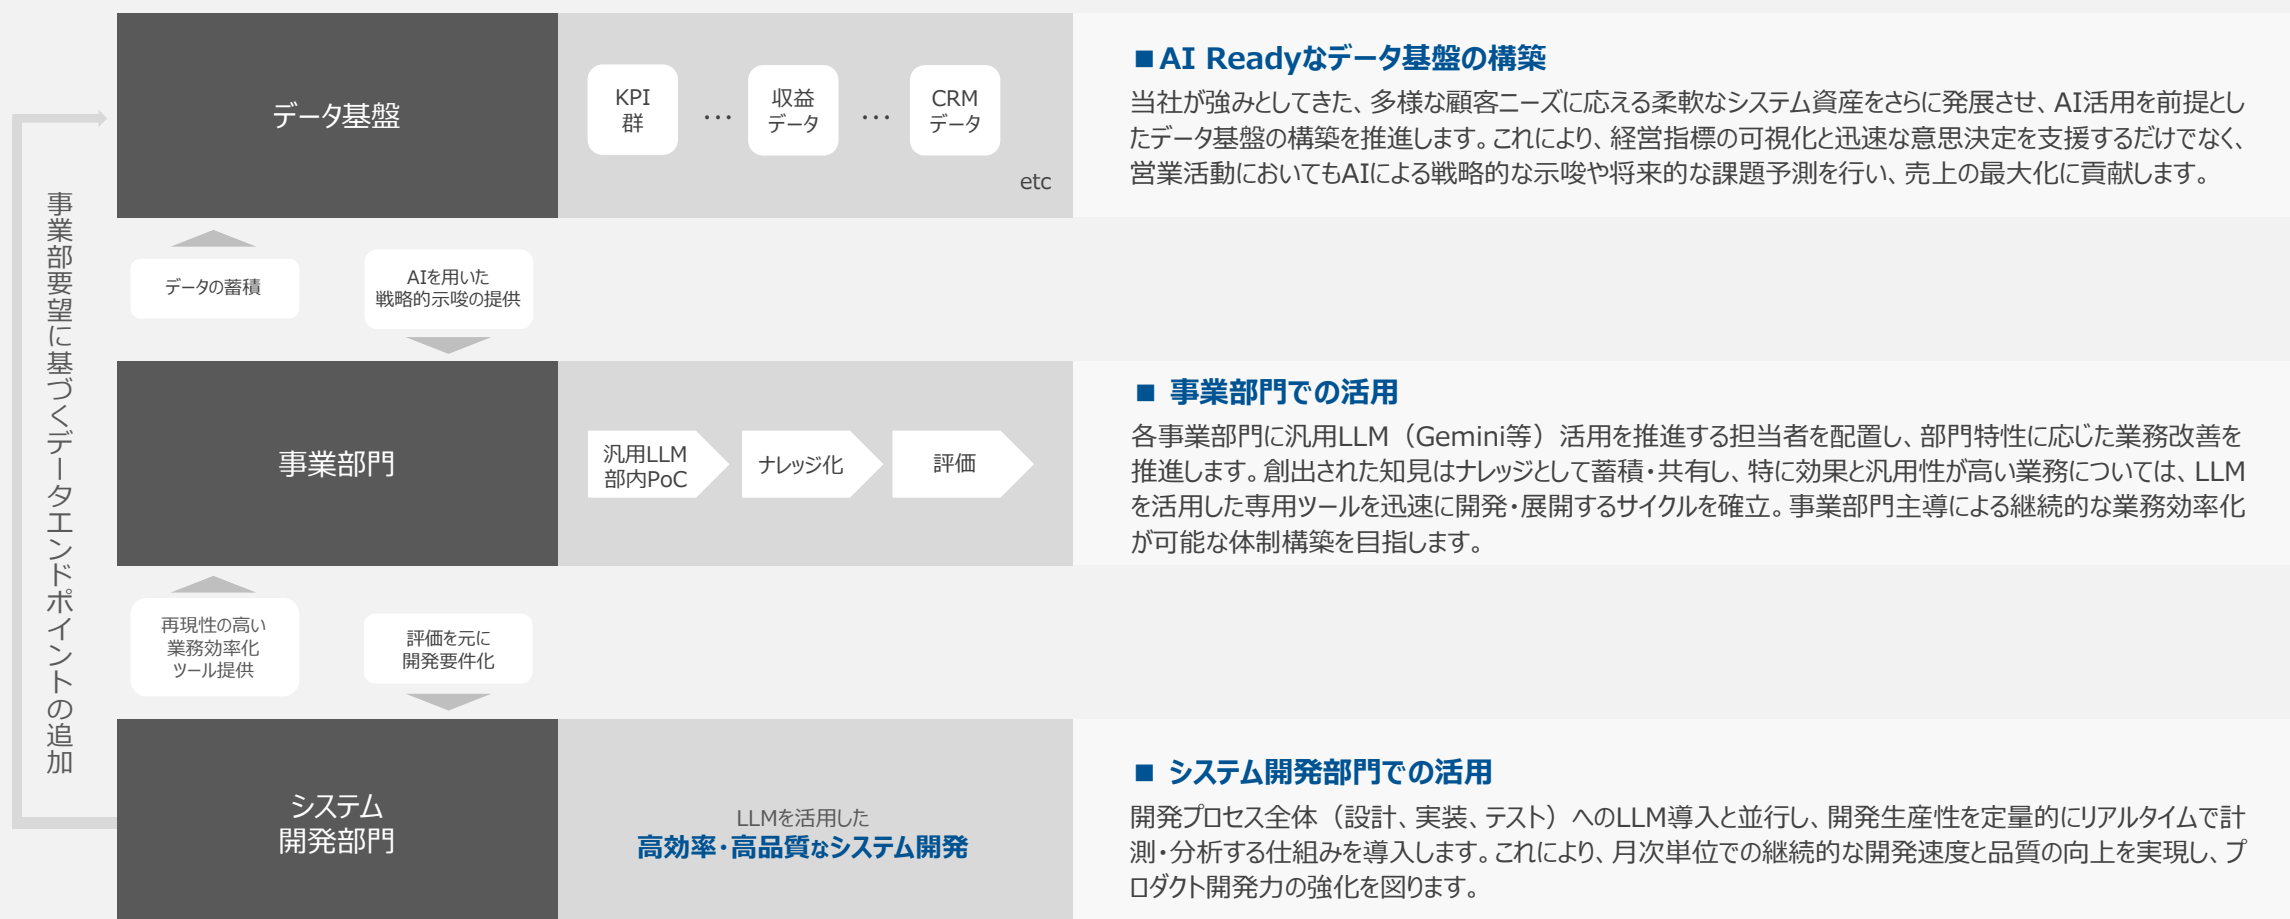 データ基盤
KPI
群
…
収益
データ
…
CRM
データ
etc
■AI Readyなデータ基盤の構築
当社が強みとしてきた、多様な顧客ニーズに応える柔軟なシステム資産をさらに発展させ、AI活用を前提とし
たデータ基盤の構築を推進します。これにより、経営指標の可視化と迅速な意思決定を支援するだけでなく、
営業活動においてもAIによる戦略的な示唆や将来的な課題予測を行い、売上の最大化に貢献します。
事業部要望に基づくデータエンドポイントの追加
データの蓄積
AIを用いた
戦略的示唆の提供
事業部門
汎用LLM
部内PoC
ナレッジ化
評価
■ 事業部門での活用
各事業部門に汎用LLM（Gemini等）活用を推進する担当者を配置し、部門特性に応じた業務改善を
推進します。創出された知見はナレッジとして蓄積・共有し、特に効果と汎用性が高い業務については、LLM
を活用した専用ツールを迅速に開発・展開するサイクルを確立。事業部門主導による継続的な業務効率化
が可能な体制構築を目指します。
再現性の高い
業務効率化
ツール提供
評価を元に
開発要件化
システム
開発部門
LLMを活用した
高効率・高品質なシステム開発
■ システム開発部門での活用
開発プロセス全体（設計、実装、テスト）へのLLM導入と並行し、開発生産性を定量的にリアルタイムで計
測・分析する仕組みを導入します。これにより、月次単位での継続的な開発速度と品質の向上を実現し、プ
ロダクト開発力の強化を図ります。